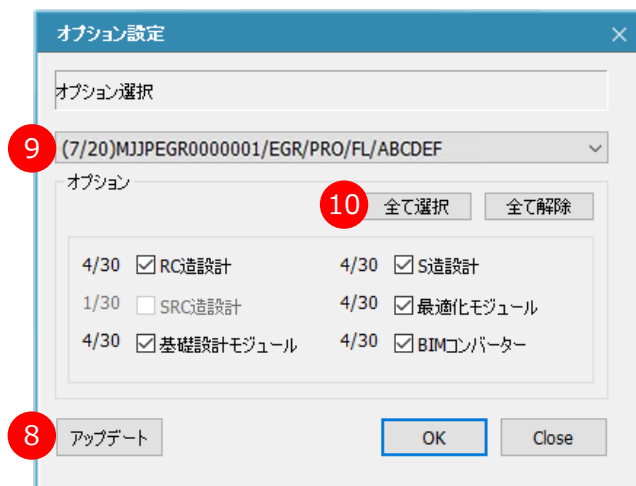 オプション設定
オプション選択
9 (7/20)MJJPEGR0000001/EGR/PRO/FL/ABCDEF
オプション
10 全て選択 全て解除
4/30 RC造設計 4/30 S造設計
1/30 SRC造設計 4/30 最適化モジュール
4/30 基礎設計モジュール 4/30 BIMコンバーター
8 アップデート OK Close